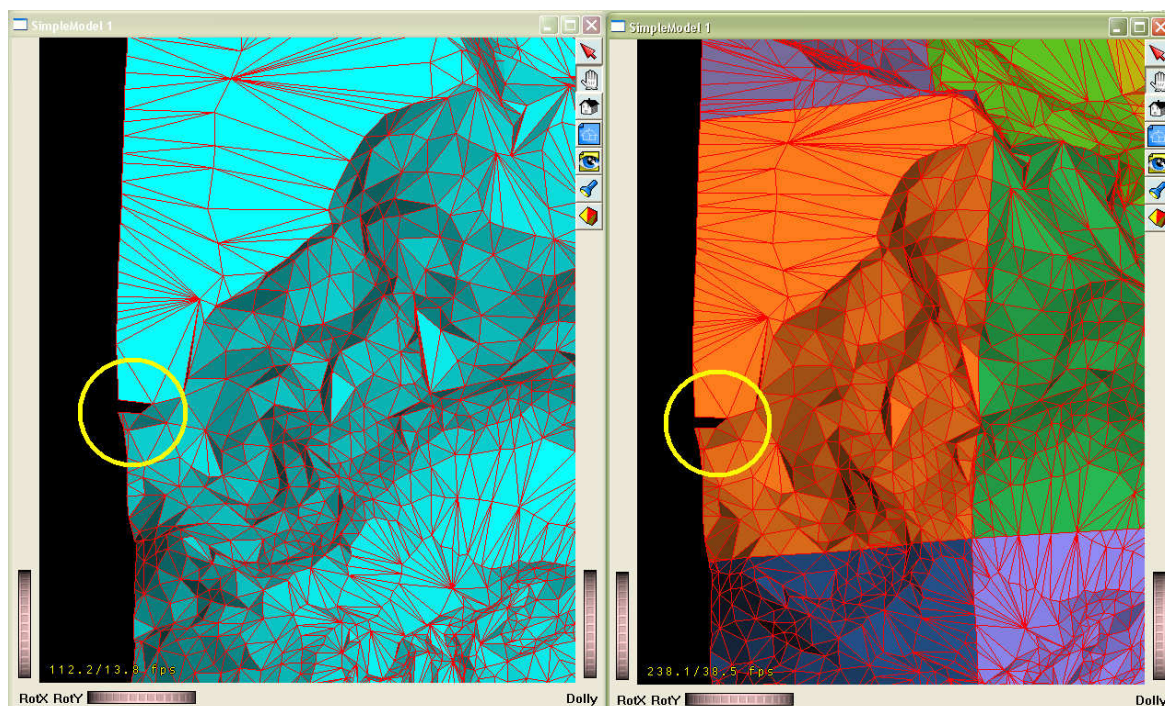 SimpleModel 1
112.2/13.8 fps
RotX RotY
Dolly
SimpleModel 1
238.1/38.5 fps
RotX RotY
Dolly